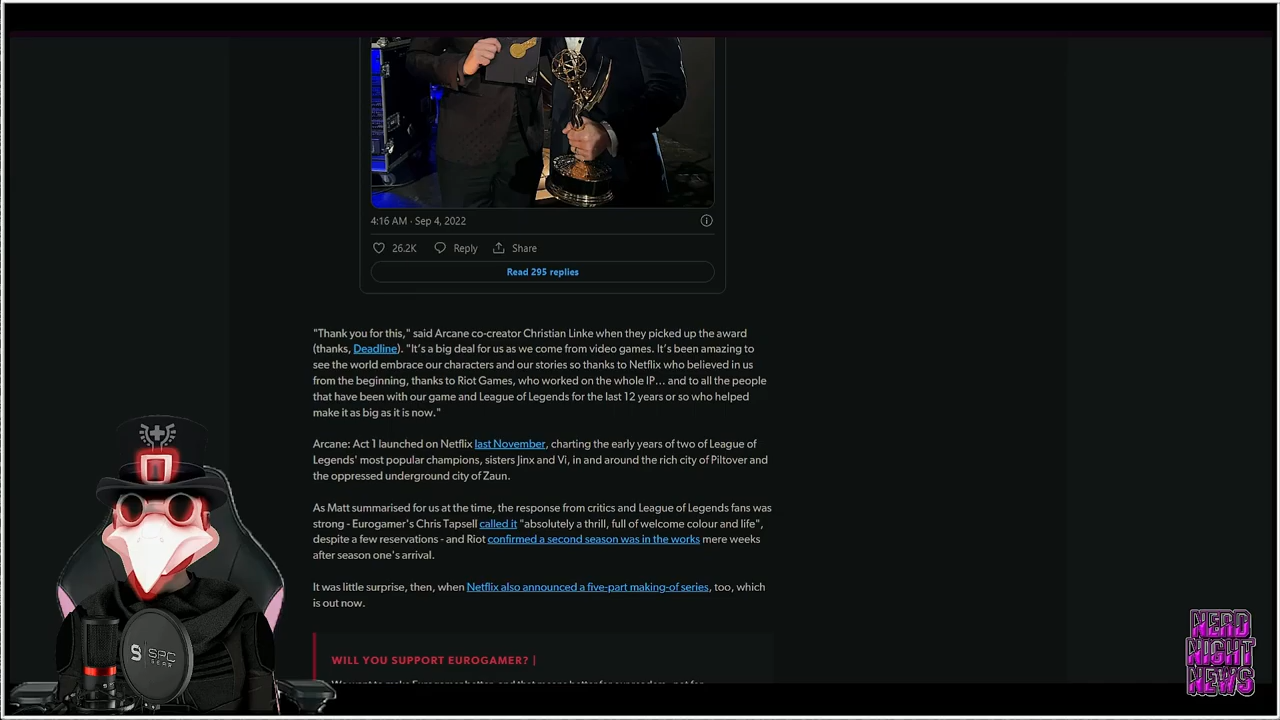 4:16 AM · Sep 4, 2022
26.2K Reply Share
Read 295 replies
"Thank you for this," said Arcane co-creator Christian Linke when they picked up the award
(thanks, Deadline). "It's a big deal for us as we come from video games. It's been amazing to
see the world embrace our characters and our stories so thanks to Netflix who believed in us
from the beginning, thanks to Riot Games, who worked on the whole IP... and to all the people
that have been with our game and League of Legends for the last 12 years or so who helped
make it as big as it is now."
Arcane: Act 1 launched on Netflix last November, charting the early years of two of League of
Legends' most popular champions, sisters Jinx and Vi, in and around the rich city of Piltover and
the oppressed underground city of Zaun.
As Matt summarised for us at the time, the response from critics and League of Legends fans was
strong - Eurogamer's Chris Tapsell called it "absolutely a thrill, full of welcome colour and life",
despite a few reservations - and Riot confirmed a second season was in the works mere weeks
after season one's arrival.
It was little surprise, then, when Netflix also announced a five-part making-of series, too, which
is out now.
WILL YOU SUPPORT EUROGAMER? |
SPC
GEAR
NERD
NIGHT
NEWS